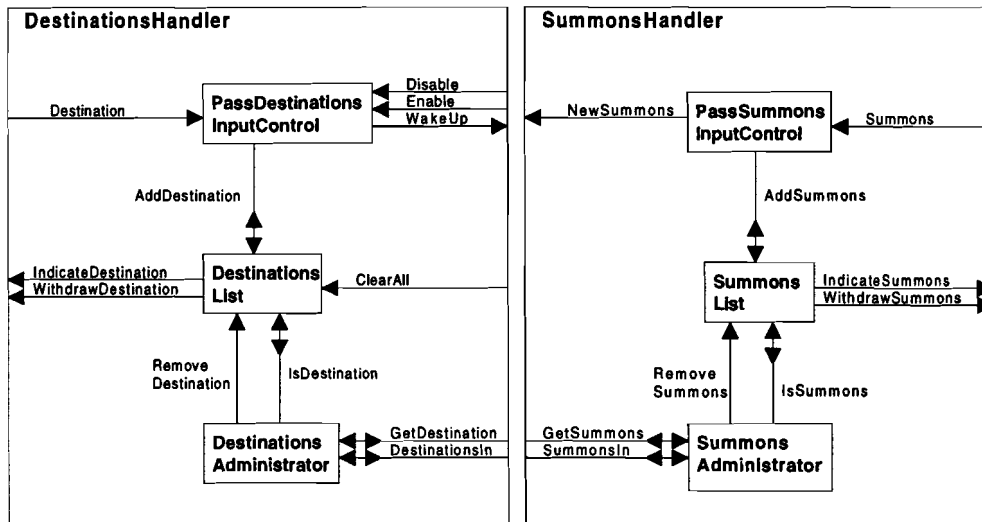 DestinationsHandler
Destination
PassDestinations
InputControl
Disable
Enable
WakeUp
AddDestination
IndicateDestination
WithdrawDestination
Destinations
List
ClearAll
Remove
Destination
IsDestination
Destinations
Administrator
GetDestination
DestinationsIn
SummonsHandler
NewSummons
PassSummons
InputControl
Summons
AddSummons
Summons
List
IndicateSummons
WithdrawSummons
Remove
Summons
IsSummons
GetSummons
SummonsIn
Summons
Administrator